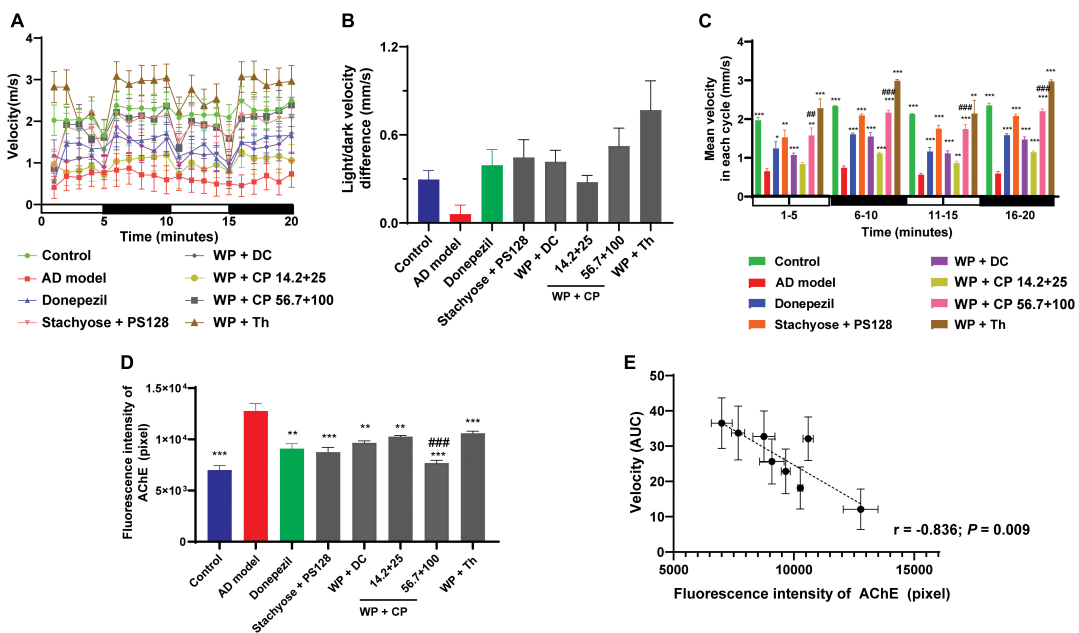 A
Velocity(m/s)
4
3
2
1
0
0
5
10
15
20
Time (minutes)
Control
AD model
Donepezil
Stachyose + PS128
WP + DC
WP + CP 14.2+25
WP + CP 56.7+100
WP + Th
B
Light/dark velocity
difference (mm/s)
1.2
0.6
0.0
Control
AD model
Donepezil
Stachyose + PS128
WP + DC
14.2+25
56.7+100
WP + Th
WP + CP
C
Mean velocity
in each cycle (mm/s)
4
3
2
1
0
*** * ** *** ## *** ***
*** *** *** *** *** ### *** ***
*** *** *** *** ** ### *** **
*** *** *** *** *** ### *** ***
1-5
6-10
11-15
16-20
Time (minutes)
Control
AD model
Donepezil
Stachyose + PS128
WP + DC
WP + CP 14.2+25
WP + CP 56.7+100
WP + Th
D
Fluorescence intensity of
AChE (pixel)
1.5×10⁴
1×10⁴
5×10³
0
*** ** *** ** ** ### *** ***
Control
AD model
Donepezil
Stachyose + PS128
WP + DC
14.2+25
56.7+100
WP + Th
WP + CP
E
Velocity (AUC)
50
40
30
20
10
0
r = -0.836; P = 0.009
5000
10000
15000
Fluorescence intensity of AChE (pixel)